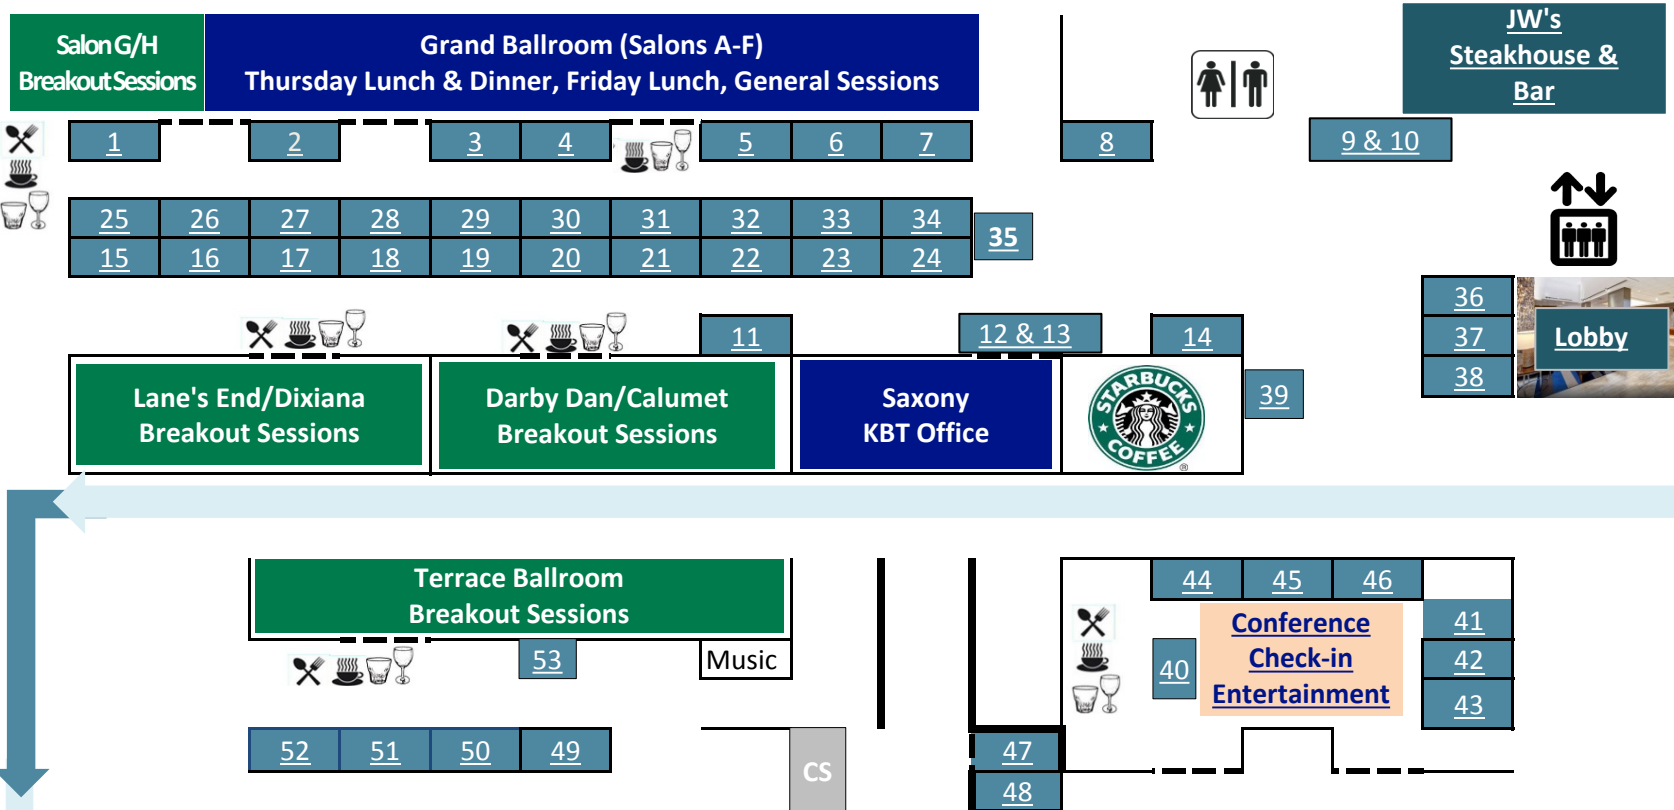 Salon G/H
Breakout Sessions
Grand Ballroom (Salons A-F)
Thursday Lunch & Dinner, Friday Lunch, General Sessions
JW's
Steakhouse &
Bar
1
2
3
4
5
6
7
8
9 & 10
25
26
27
28
29
30
31
32
33
34
35
15
16
17
18
19
20
21
22
23
24
36
37
38
Lobby
11
12 & 13
14
39
Lane's End/Dixiana
Breakout Sessions
Darby Dan/Calumet
Breakout Sessions
Saxony
KBT Office
STARBUCKS
COFFEE
®
Terrace Ballroom
Breakout Sessions
53
Music
44
45
46
41
42
43
40
Conference
Check-in
Entertainment
52
51
50
49
CS
47
48